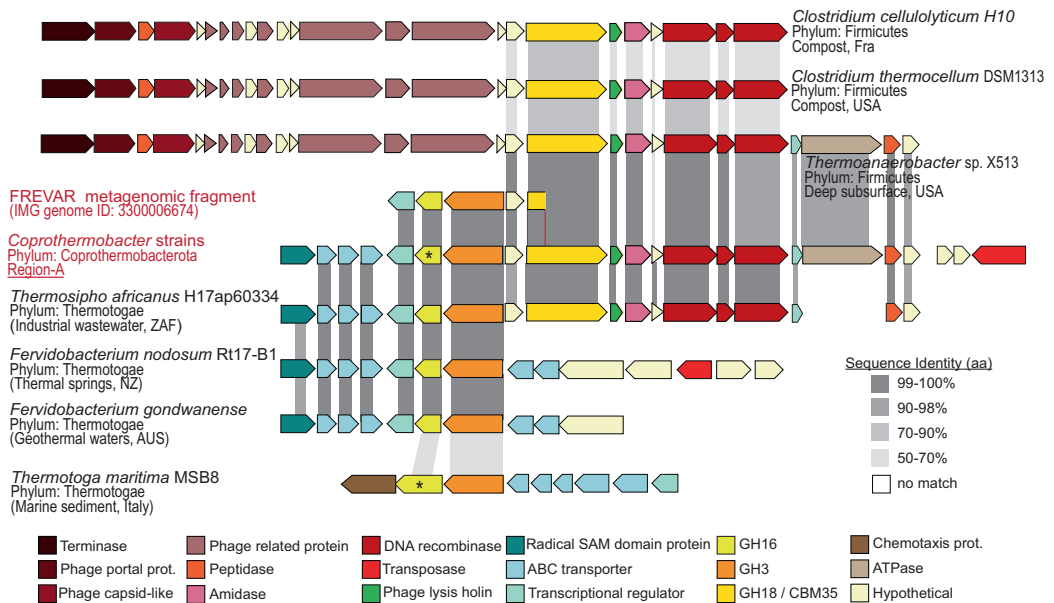 Clostridium cellulolyticum H10
Phylum: Firmicutes
Compost, Fra
Clostridium thermocellum DSM1313
Phylum: Firmicutes
Compost, USA
Thermoanaerobacter sp. X513
Phylum: Firmicutes
Deep subsurface, USA
FREVAR metagenomic fragment
(IMG genome ID: 3300006674)
Coprothermobacter strains
Phylum: Coprothermobacterota
Region-A
*
Thermosipho africanus H17ap60334
Phylum: Thermotogae
(Industrial wastewater, ZAF)
Fervidobacterium nodosum Rt17-B1
Phylum: Thermotogae
(Thermal springs, NZ)
Fervidobacterium gondwanense
Phylum: Thermotogae
(Geothermal waters, AUS)
Thermotoga maritima MSB8
Phylum: Thermotogae
(Marine sediment, Italy)
*
Sequence Identity (aa)
99-100%
90-98%
70-90%
50-70%
no match
Terminase
Phage portal prot.
Phage capsid-like
Phage related protein
Peptidase
Amidase
DNA recombinase
Transposase
Phage lysis holin
Radical SAM domain protein
ABC transporter
Transcriptional regulator
GH16
GH3
GH18 / CBM35
Chemotaxis prot.
ATPase
Hypothetical